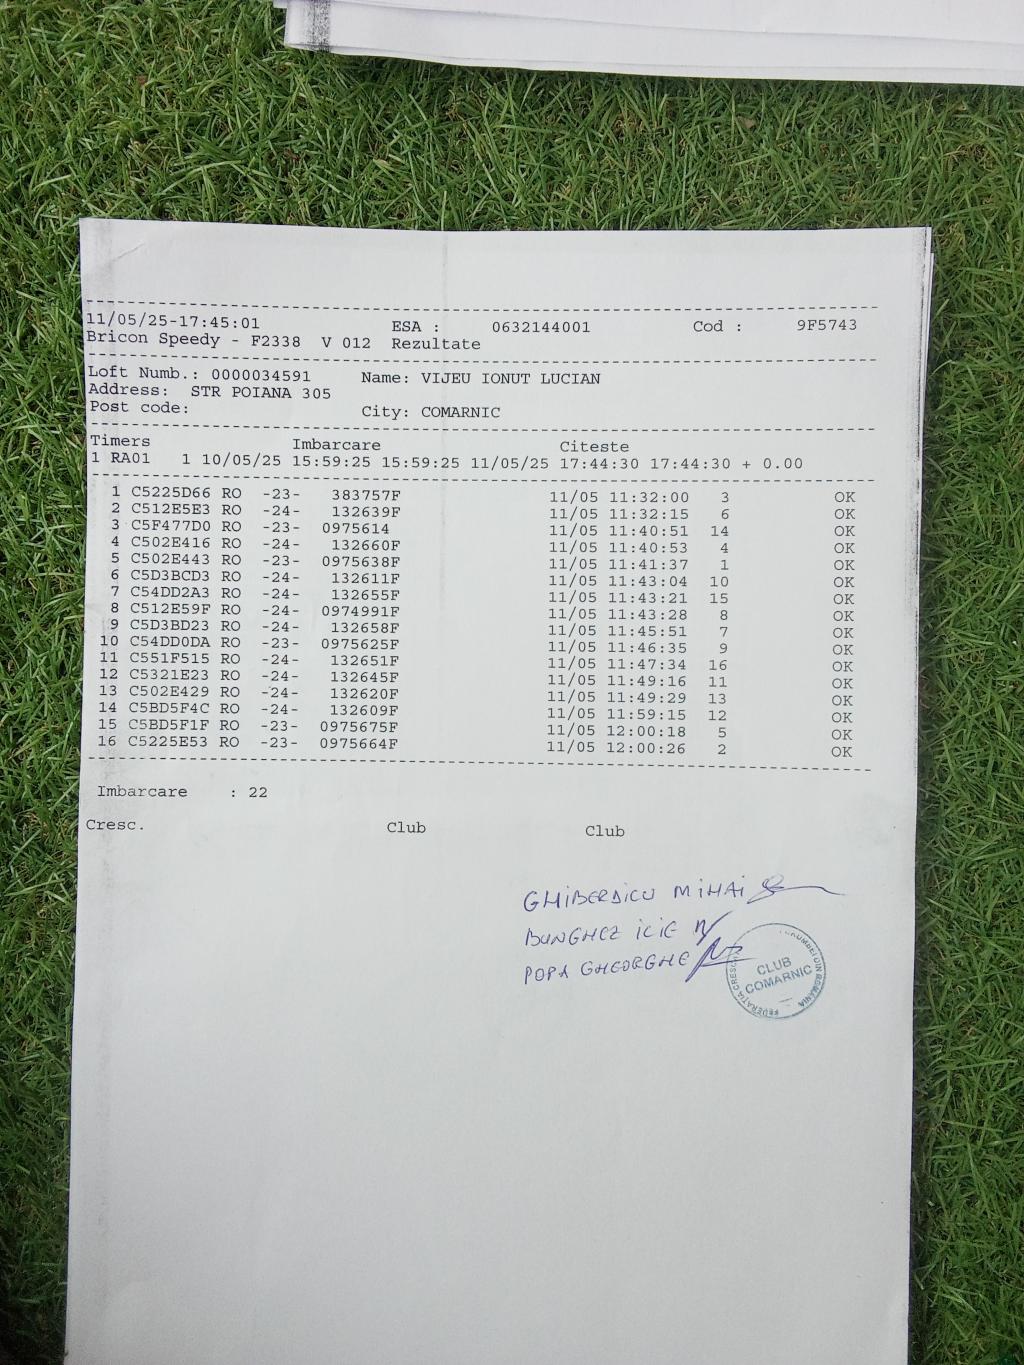 11/05/25-17:45:01 ESA : 0632144001 Cod : 9F5743
Bricon Speedy - F2338 V 012 Rezultate
Loft Numb.: 0000034591 Name: VIJEU IONUT LUCIAN
Address: STR POIANA 305
Post code: City: COMARNIC
Timers Imbarcare Citeste
1 RA01 1 10/05/25 15:59:25 15:59:25 11/05/25 17:44:30 17:44:30 + 0.00
1 C5225D66 RO -23- 383757F 11/05 11:32:00 3 OK
2 C512E5E3 RO -24- 132639F 11/05 11:32:15 6 OK
3 C5F477D0 RO -23- 0975614 11/05 11:40:51 14 OK
4 C502E416 RO -24- 132660F 11/05 11:40:53 4 OK
5 C502E443 RO -23- 0975638F 11/05 11:41:37 1 OK
6 C5D3BCD3 RO -24- 132611F 11/05 11:43:04 10 OK
7 C54DD2A3 RO -24- 132655F 11/05 11:43:21 15 OK
8 C512E59F RO -24- 0974991F 11/05 11:43:28 8 OK
9 C5D3BD23 RO -24- 132658F 11/05 11:45:51 7 OK
10 C54DD0DA RO -23- 0975625F 11/05 11:46:35 9 OK
11 C551F515 RO -24- 132651F 11/05 11:47:34 16 OK
12 C5321E23 RO -24- 132645F 11/05 11:49:16 11 OK
13 C502E429 RO -24- 132620F 11/05 11:49:29 13 OK
14 C5BD5F4C RO -24- 132609F 11/05 11:59:15 12 OK
15 C5BD5F1F RO -23- 0975675F 11/05 12:00:18 5 OK
16 C5225E53 RO -23- 0975664F 11/05 12:00:26 2 OK
Imbarcare : 22
Cresc. Club Club
GHIBERDICU MIHAI
BUNGHEZ ILIE
POPA GHEORGHE
CLUB
COMARNIC
FEDERAȚIA DIN ROMÂNIA